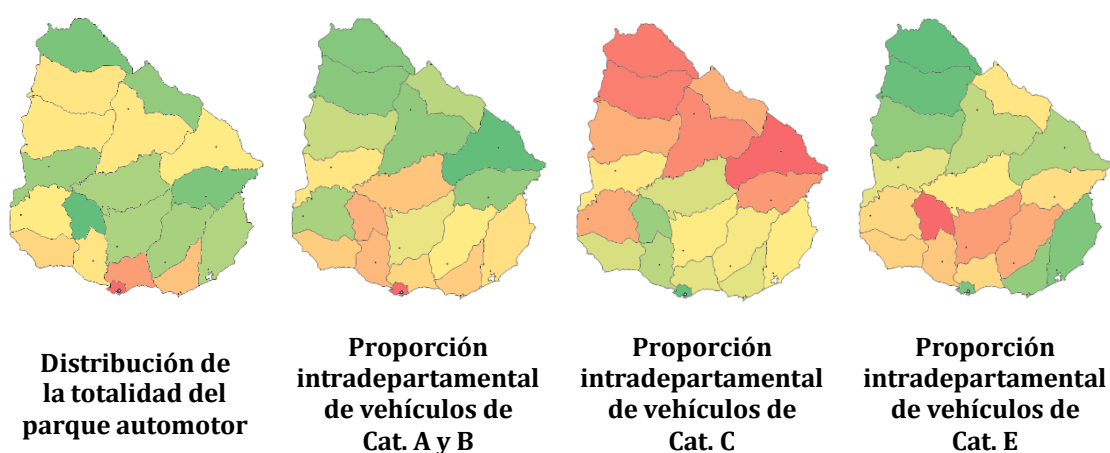 Distribución de
la totalidad del
parque automotor
Proporción
intradepartamental
de vehículos de
Cat. A y B
Proporción
intradepartamental
de vehículos de
Cat. C
Proporción
intradepartamental
de vehículos de
Cat. E